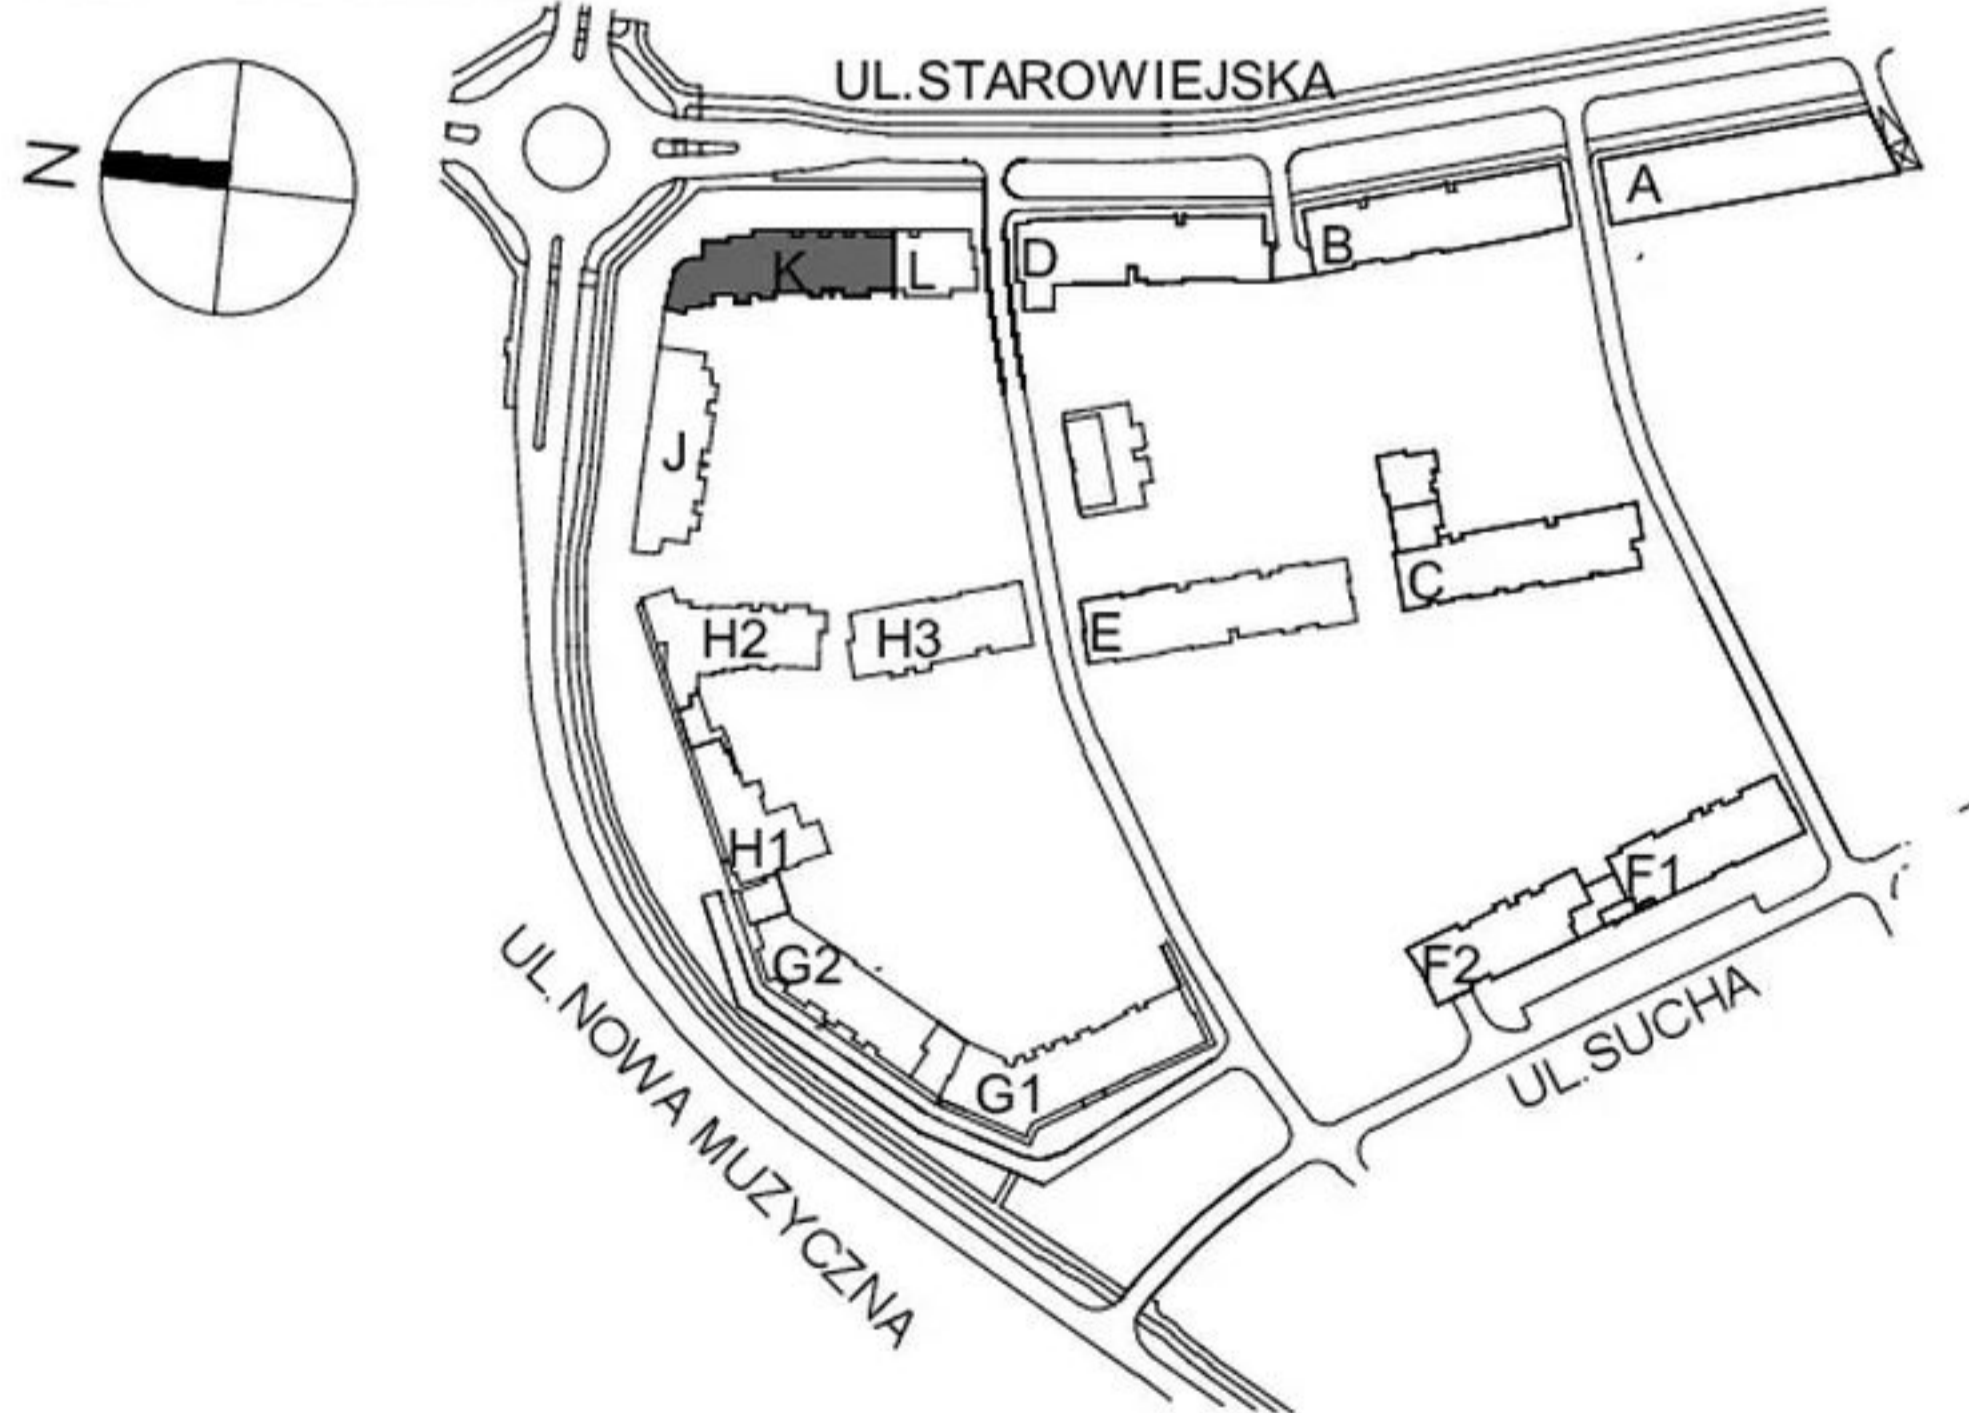 UL.STAROWIEJSKA
N
A
B
D
K
L
J
C
H2
H3
E
H1
F1
G2
F2
G1
UL.SUCHA
UL. NOWA MUZYCZNA